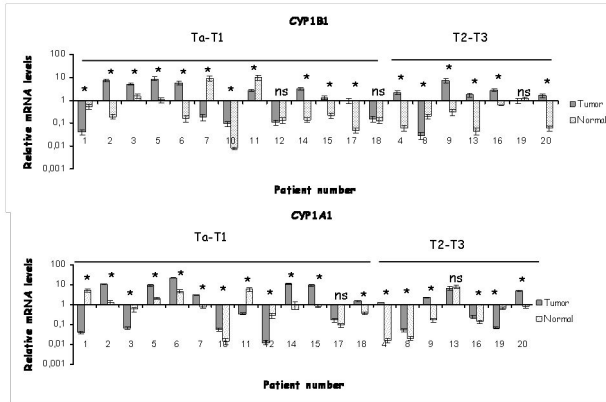 CYP1B1
Ta-T1 T2-T3
Relative mRNA levels
100
10
1
0,1
0,01
0,001
* * * * * * * * ns * * * ns * * * * * ns *
1 2 3 5 6 7 10 11 12 14 15 17 18 4 8 9 13 16 19 20
Tumor
Normal
Patient number
CYP1A1
Ta-T1 T2-T3
Relative mRNA levels
100
10
1
0,1
0,01
0,001
* * * * * * * * * * * ns * * * * ns * * *
1 2 3 5 6 7 10 11 12 14 15 17 18 4 8 9 13 16 19 20
Tumor
Normal
Patient number